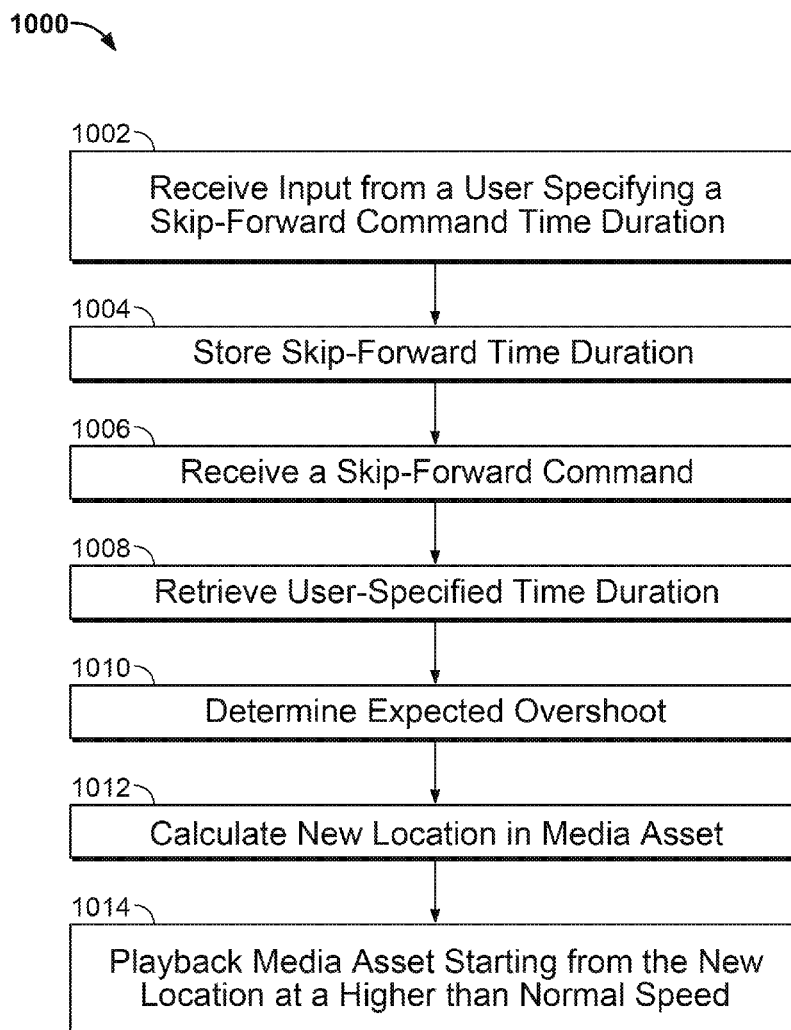 1000
1002
Receive Input from a User Specifying a
Skip-Forward Command Time Duration
1004
Store Skip-Forward Time Duration
1006
Receive a Skip-Forward Command
1008
Retrieve User-Specified Time Duration
1010
Determine Expected Overshoot
1012
Calculate New Location in Media Asset
1014
Playback Media Asset Starting from the New
Location at a Higher than Normal Speed